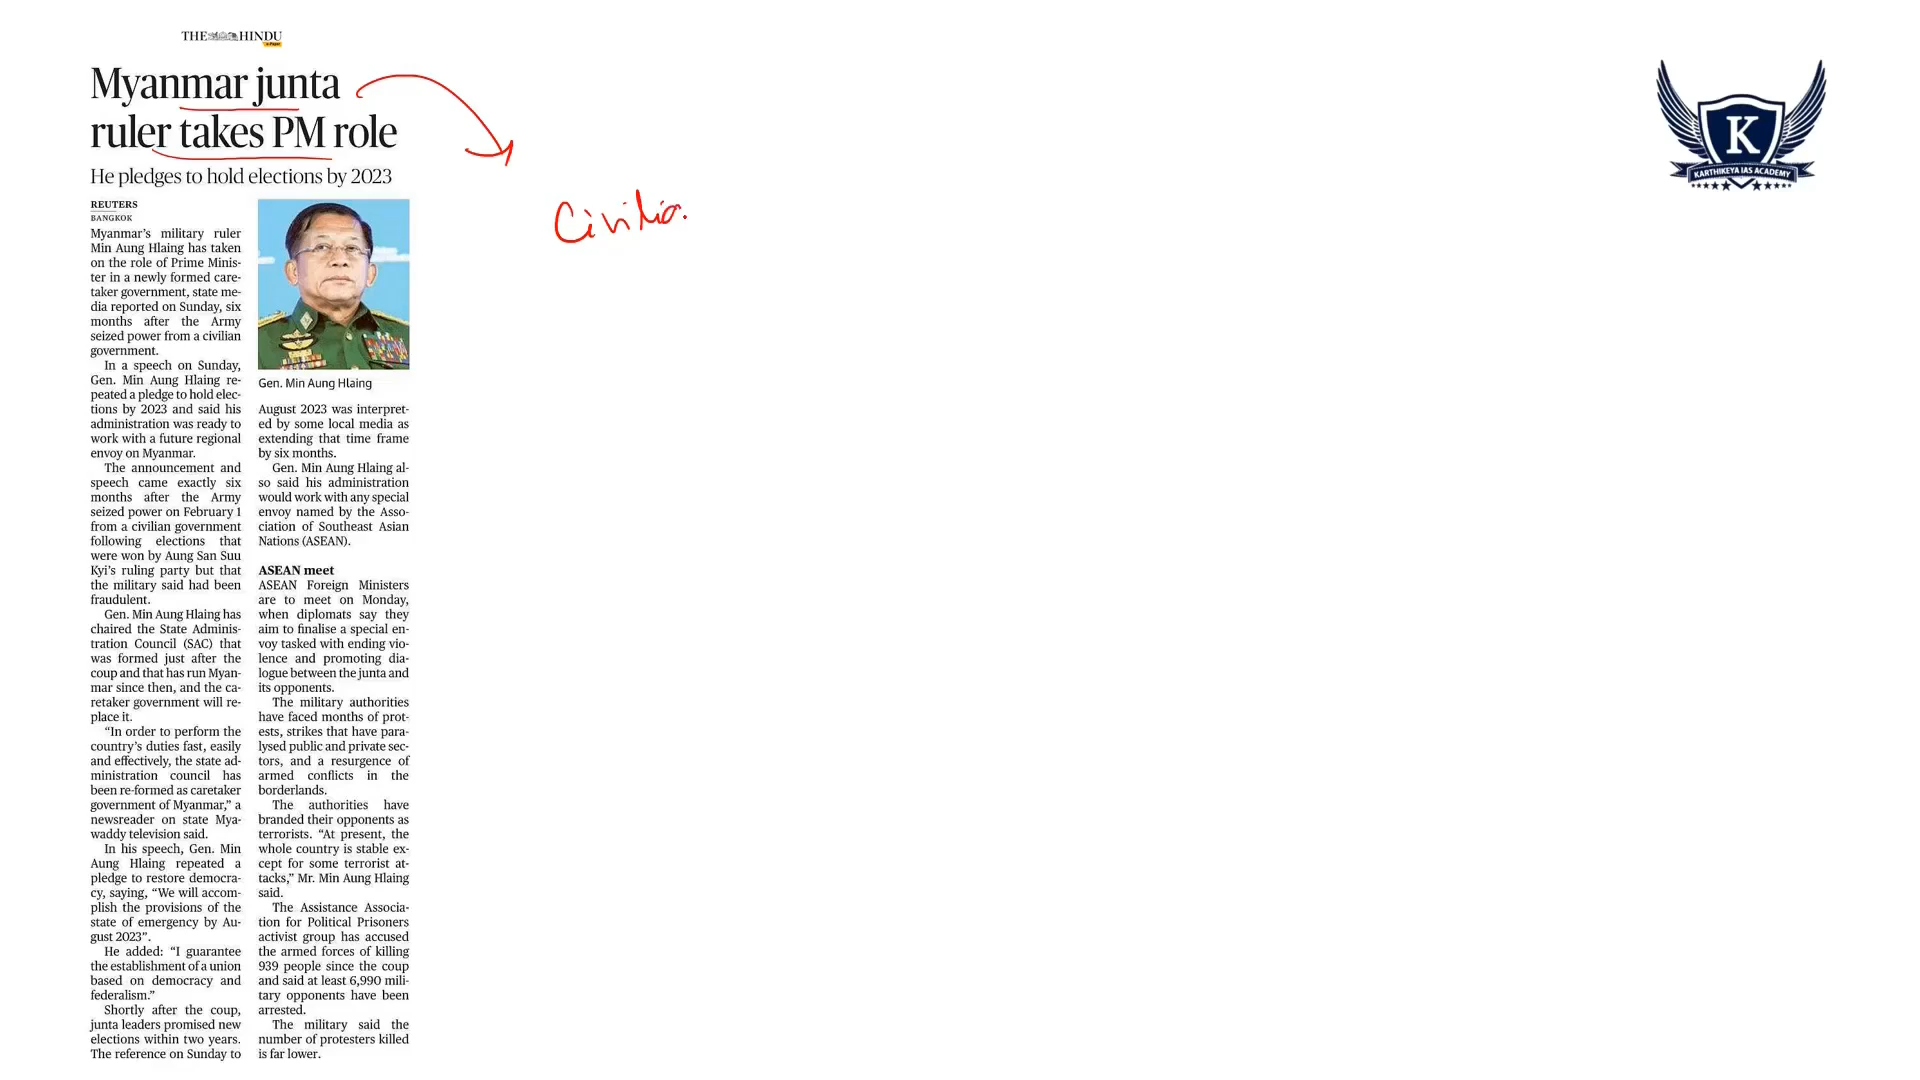 THE HINDU
e-Paper
Myanmar junta
ruler takes PM role
He pledges to hold elections by 2023
REUTERS
BANGKOK
Myanmar's military ruler
Min Aung Hlaing has taken
on the role of Prime Minis-
ter in a newly formed care-
taker government, state me-
dia reported on Sunday, six
months after the Army
seized power from a civilian
government.
In a speech on Sunday,
Gen. Min Aung Hlaing re-
peated a pledge to hold elec-
tions by 2023 and said his
administration was ready to
work with a future regional
envoy on Myanmar.
The announcement and
speech came exactly six
months after the Army
seized power on February 1
from a civilian government
following elections that
were won by Aung San Suu
Kyi's ruling party but that
the military said had been
fraudulent.
Gen. Min Aung Hlaing has
chaired the State Adminis-
tration Council (SAC) that
was formed just after the
coup and that has run Myan-
mar since then, and the ca-
retaker government will re-
place it.
“In order to perform the
country's duties fast, easily
and effectively, the state ad-
ministration council has
been re-formed as caretaker
government of Myanmar,” a
newsreader on state Mya-
waddy television said.
In his speech, Gen. Min
Aung Hlaing repeated a
pledge to restore democra-
cy, saying, “We will accom-
plish the provisions of the
state of emergency by Au-
gust 2023”.
He added: “I guarantee
the establishment of a union
based on democracy and
federalism.”
Shortly after the coup,
junta leaders promised new
elections within two years.
The reference on Sunday to
Gen. Min Aung Hlaing
August 2023 was interpret-
ed by some local media as
extending that time frame
by six months.
Gen. Min Aung Hlaing al-
so said his administration
would work with any special
envoy named by the Asso-
ciation of Southeast Asian
Nations (ASEAN).
ASEAN meet
ASEAN Foreign Ministers
are to meet on Monday,
when diplomats say they
aim to finalise a special en-
voy tasked with ending vio-
lence and promoting dia-
logue between the junta and
its opponents.
The military authorities
have faced months of prot-
ests, strikes that have para-
lysed public and private sec-
tors, and a resurgence of
armed conflicts in the
borderlands.
The authorities have
branded their opponents as
terrorists. “At present, the
whole country is stable ex-
cept for some terrorist at-
tacks,” Mr. Min Aung Hlaing
said.
The Assistance Associa-
tion for Political Prisoners
activist group has accused
the armed forces of killing
939 people since the coup
and said at least 6,990 mili-
tary opponents have been
arrested.
The military said the
number of protesters killed
is far lower.
Civilia.
K
KARTHIKEYA IAS ACADEMY